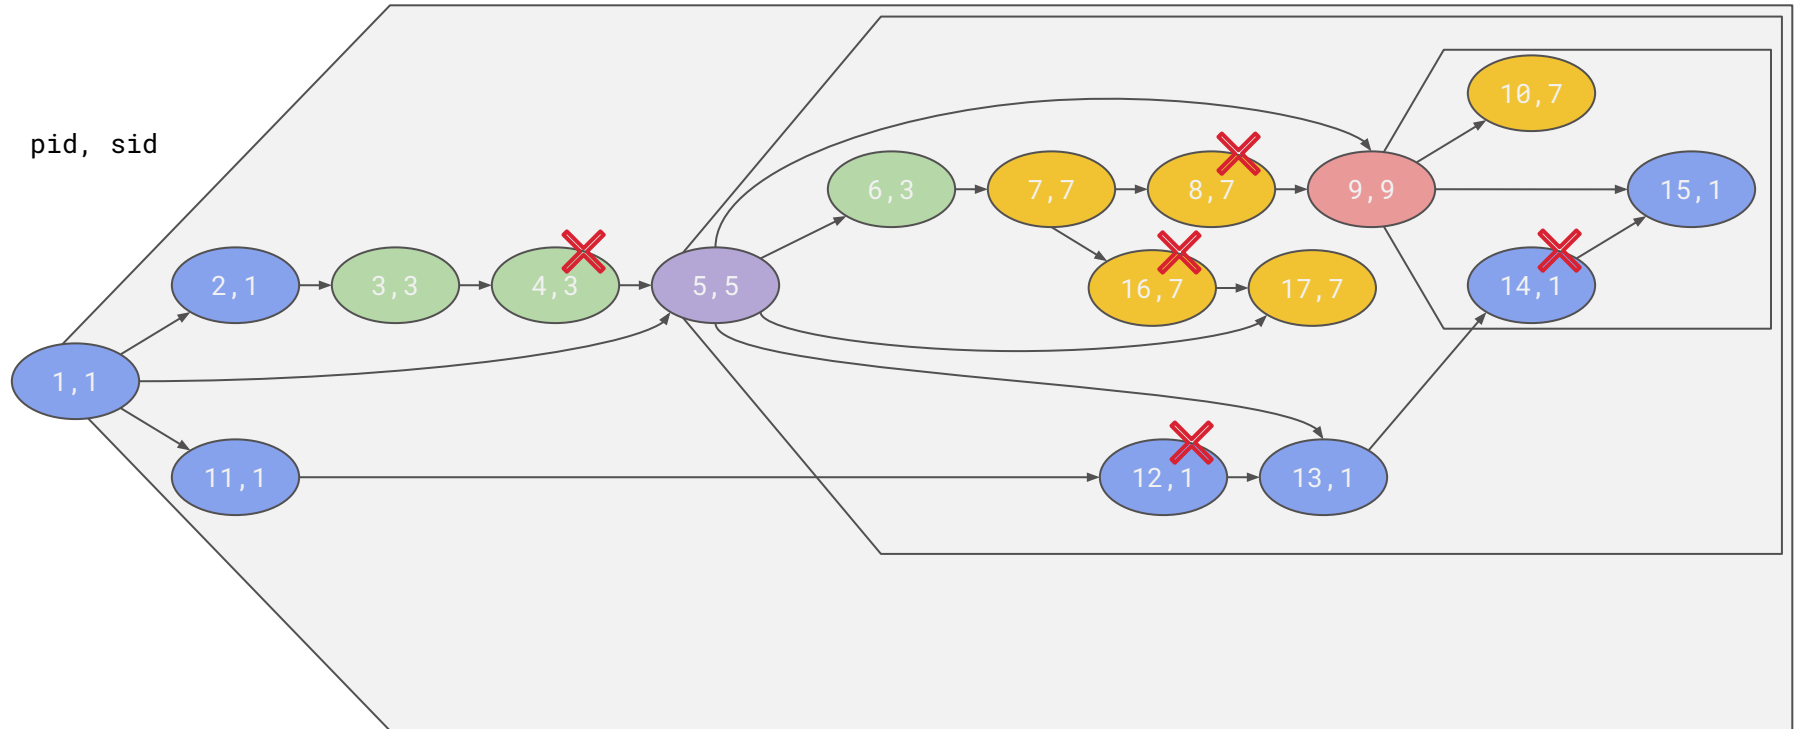 10,7
pid, sid
6,3 7,7 8,7 9,9 15,1
2,1 3,3 4,3 5,5 16,7 17,7 14,1
1,1
11,1 12,1 13,1